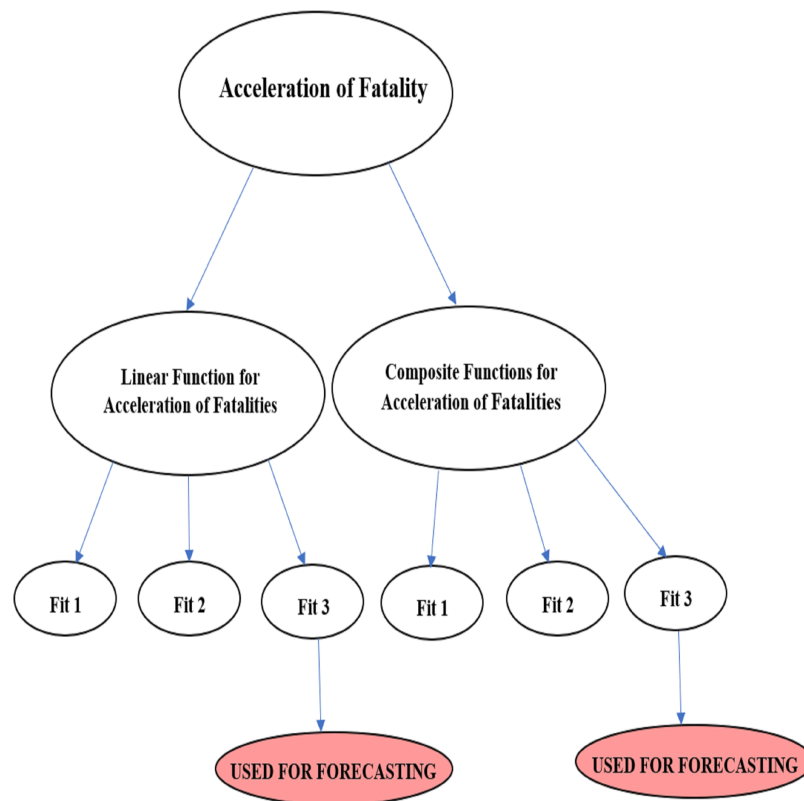 Acceleration of Fatality
Linear Function for
Acceleration of Fatalities
Composite Functions for
Acceleration of Fatalities
Fit 1
Fit 2
Fit 3
Fit 1
Fit 2
Fit 3
USED FOR FORECASTING
USED FOR FORECASTING